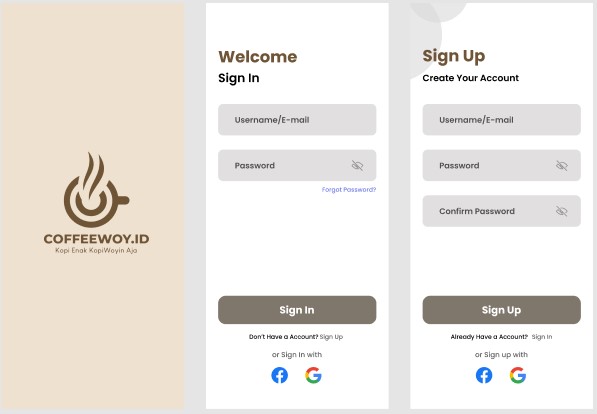 COFFEEWOY.ID
Kopi Enak KopiWoyin Aja
Welcome
Sign In
Username/E-mail
Password
Forgot Password?
Sign In
Don't Have a Account? Sign Up
or Sign In with
Sign Up
Create Your Account
Username/E-mail
Password
Confirm Password
Sign Up
Already Have a Account? Sign In
or Sign up with